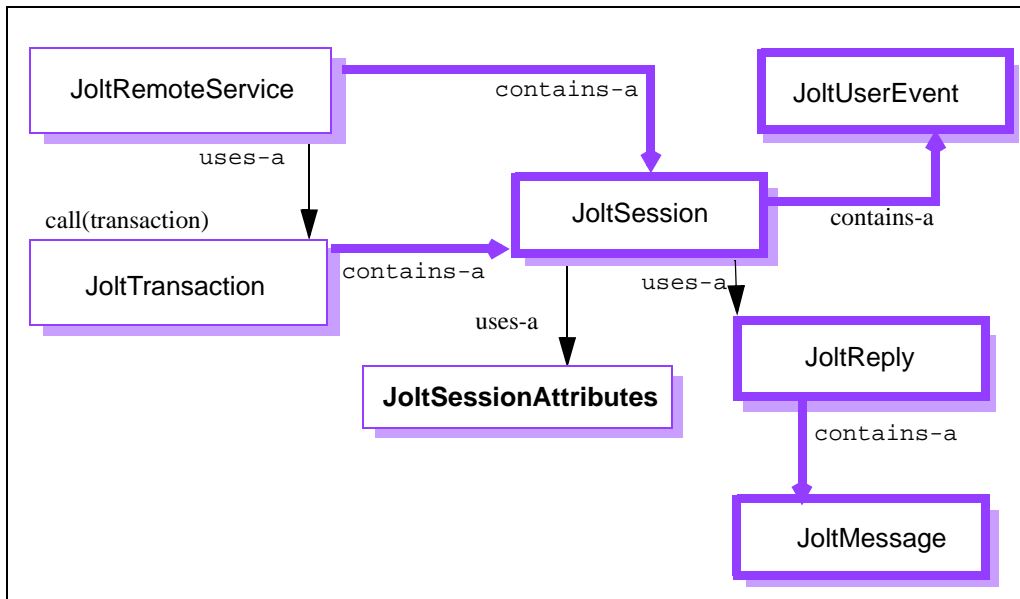 JoltRemoteService
contains-a
JoltUserEvent
uses-a
JoltSession
call(transaction)
contains-a
JoltTransaction
contains-a
uses-a
uses-a
JoltReply
JoltSessionAttributes
contains-a
JoltMessage